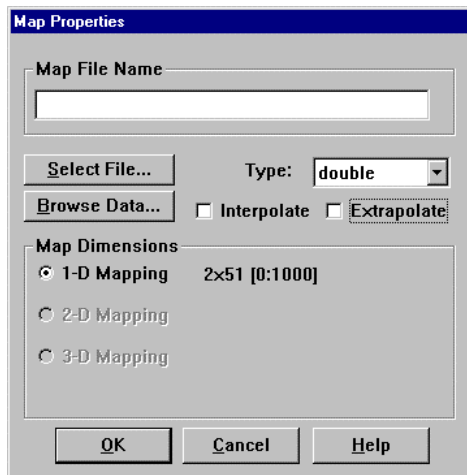 Map Properties
Map File Name
Select File...
Type: double
Browse Data...
Interpolate Extrapolate
Map Dimensions
1-D Mapping 2x51 [0:1000]
2-D Mapping
3-D Mapping
OK Cancel Help